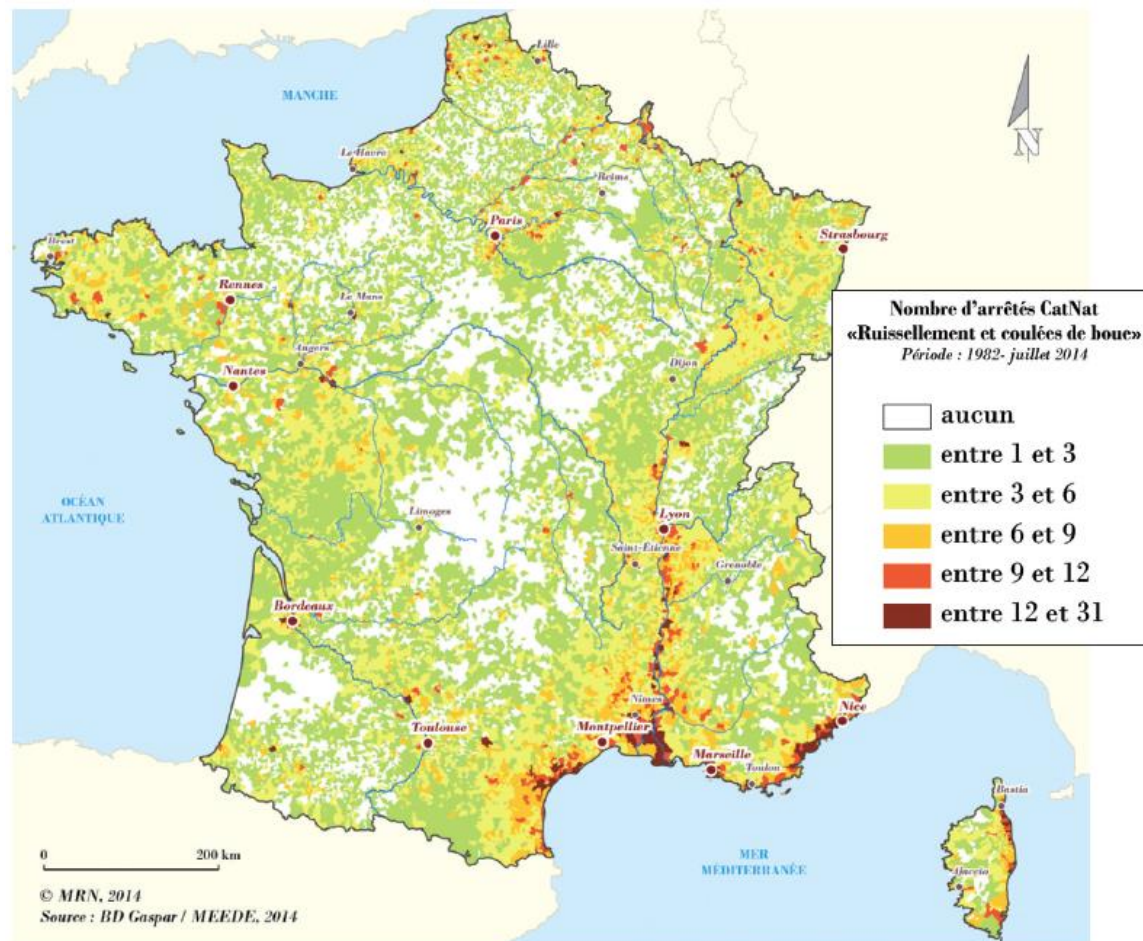 MANCHE
Lille
Le Havre
Reims
Paris
Strasbourg
Brest
Rennes
Le Mans
Angers
Nantes
Dijon
OCÉAN
ATLANTIQUE
Limoges
Lyon
Saint-Étienne
Grenoble
Bordeaux
Nîmes
Toulouse
Montpellier
Nice
Marseille
Toulon
Bastia
Ajaccio
MER
MÉDITERRANÉE
N
Nombre d'arrêtés CatNat
«Ruissellement et coulées de boue»
Période : 1982- juillet 2014
aucun
entre 1 et 3
entre 3 et 6
entre 6 et 9
entre 9 et 12
entre 12 et 31
0 200 km
© MRN, 2014
Source : BD Gaspar / MEEDE, 2014